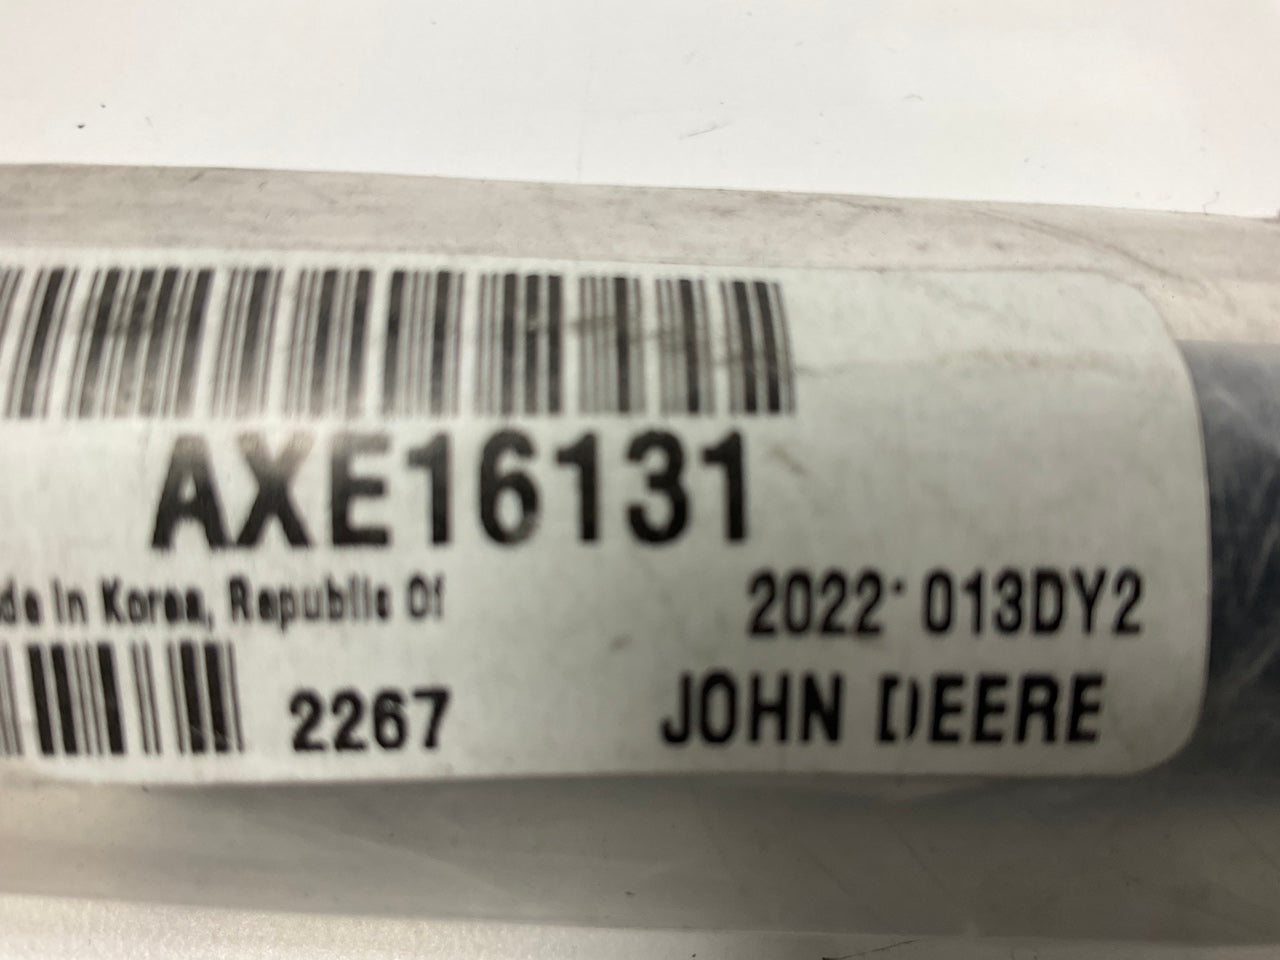 AXE16131
de In Korea, Republic Of
2022 013DY2
2267
JOHN DEERE